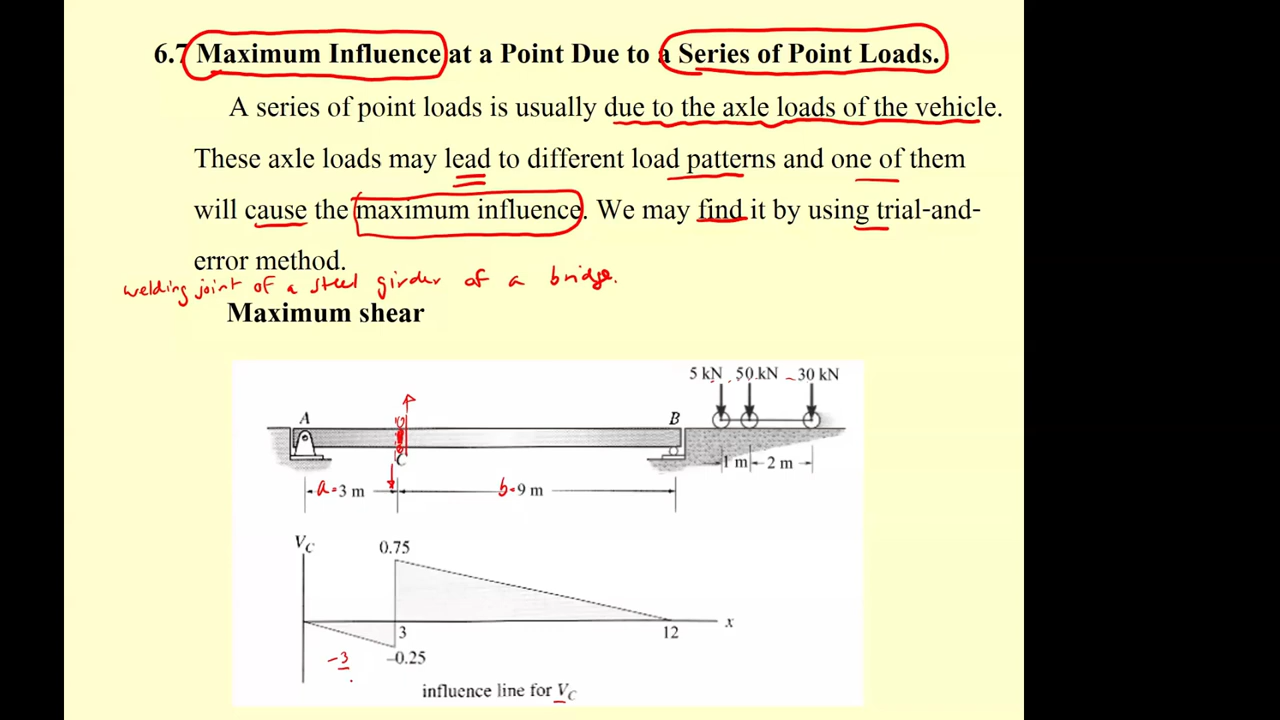 6.7 Maximum Influence at a Point Due to a Series of Point Loads.
A series of point loads is usually due to the axle loads of the vehicle.
These axle loads may lead to different load patterns and one of them
will cause the maximum influence. We may find it by using trial-and-
error method.
welding joint of a steel girder of a bridge.
Maximum shear
5 kN 50 kN 30 kN
A B
C
1 m 2 m
a = 3 m b = 9 m
VC 0.75
3 12 x
-3 -0.25
influence line for VC